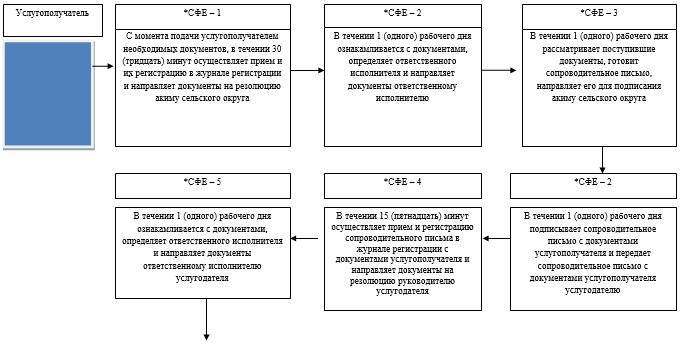 Услугополучатель
*СФЕ – 1
С момента подачи услугополучателем
необходимых документов, в течении 30
(тридцать) минут осуществляет прием и
их регистрацию в журнале регистрации
и направляет документы на резолюцию
акиму сельского округа
*СФЕ – 2
В течении 1 (одного) рабочего дня
ознакамливается с документами,
определяет ответственного
исполнителя и направляет
документы ответственному
исполнителю
*СФЕ – 3
В течении 1 (одного) рабочего дня
рассматривает поступившие
документы, готовит
сопроводительное письмо,
направляет его для подписания
акиму сельского округа
*СФЕ – 2
В течении 1 (одного) рабочего дня
подписывает сопроводительное
письмо с документами
услугополучателя и передает
сопроводительное письмо с
документами услугополучателя
услугодателю
*СФЕ – 4
В течении 15 (пятнадцать) минут
осуществляет прием и регистрацию
сопроводительного письма в
журнале регистрации с
документами услугополучателя и
направляет документы на
резолюцию руководителю
услугодателя
*СФЕ – 5
В течении 1 (одного) рабочего дня
ознакамливается с документами,
определяет ответственного исполнителя
и направляет документы
ответственному исполнителю
услугодателя